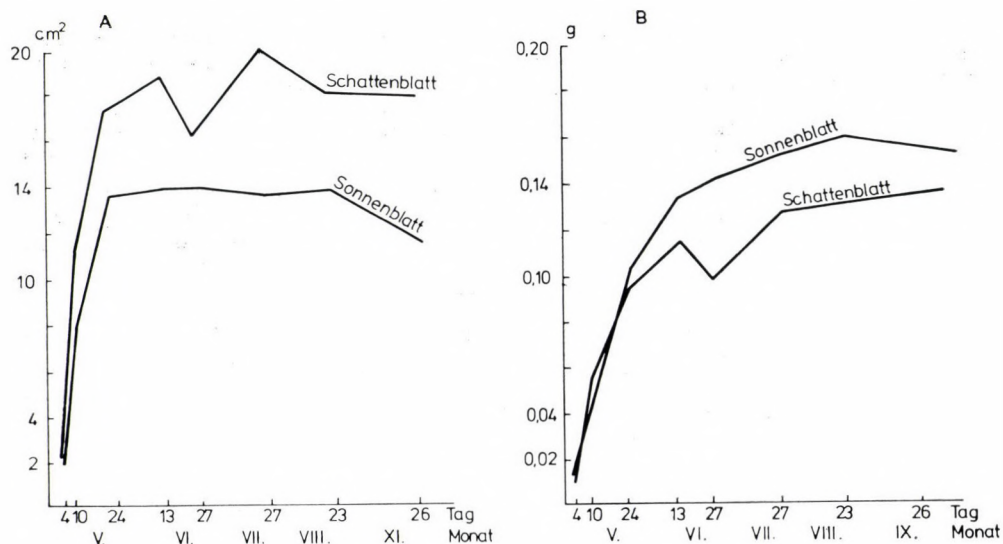 A
cm²
20
14
10
4
2
Schattenblatt
Sonnenblatt
4 10 24 13 27 27 23 26 Tag
V. VI. VII. VIII. XI. Monat
B
g
0,20
0,14
0,10
0,04
0,02
Sonnenblatt
Schattenblatt
4 10 24 13 27 27 23 26 Tag
V. VI. VII. VIII. IX. Monat